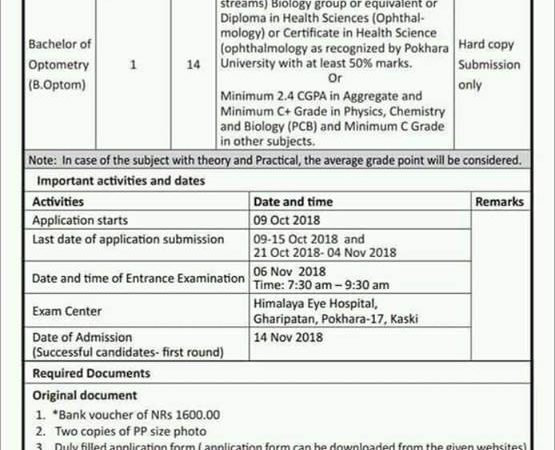 streams) Biology group or equivalent or
Diploma in Health Sciences (Ophthal-
mology) or Certificate in Health Science
(ophthalmology as recognized by Pokhara
University with at least 50% marks.
Or
Minimum 2.4 CGPA in Aggregate and
Minimum C+ Grade in Physics, Chemistry
and Biology (PCB) and Minimum C Grade
in other subjects.
Bachelor of
Optometry
(B.Optom)
1
14
Hard copy
Submission
only
Note: In case of the subject with theory and Practical, the average grade point will be considered.
Important activities and dates
Activities Date and time Remarks
Application starts 09 Oct 2018
Last date of application submission 09-15 Oct 2018 and
21 Oct 2018- 04 Nov 2018
Date and time of Entrance Examination 06 Nov 2018
Time: 7:30 am – 9:30 am
Exam Center Himalaya Eye Hospital,
Gharipatan, Pokhara-17, Kaski
Date of Admission 14 Nov 2018
(Successful candidates- first round)
Required Documents
Original document
1. *Bank voucher of NRs 1600.00
2. Two copies of PP size photo
3. Duly filled application form ( application form can be downloaded from the given websites)